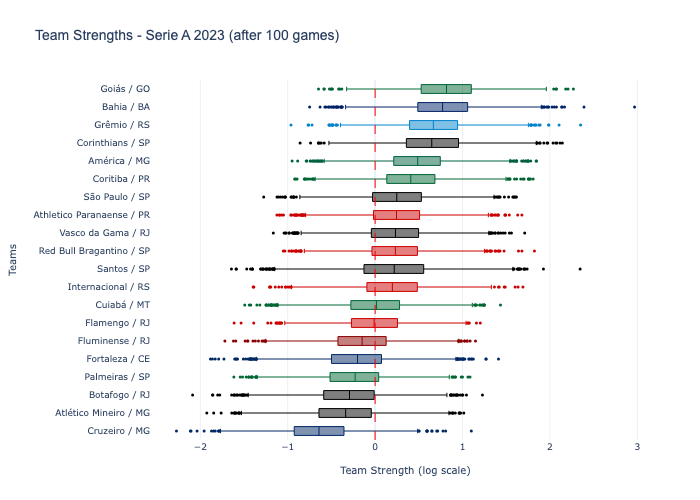 Team Strengths - Serie A 2023 (after 100 games)
Goiás / GO
Bahia / BA
Grêmio / RS
Corinthians / SP
América / MG
Coritiba / PR
São Paulo / SP
Athletico Paranaense / PR
Vasco da Gama / RJ
Red Bull Bragantino / SP
Santos / SP
Internacional / RS
Cuiabá / MT
Flamengo / RJ
Fluminense / RJ
Fortaleza / CE
Palmeiras / SP
Botafogo / RJ
Atlético Mineiro / MG
Cruzeiro / MG
Teams
−2 −1 0 1 2 3
Team Strength (log scale)